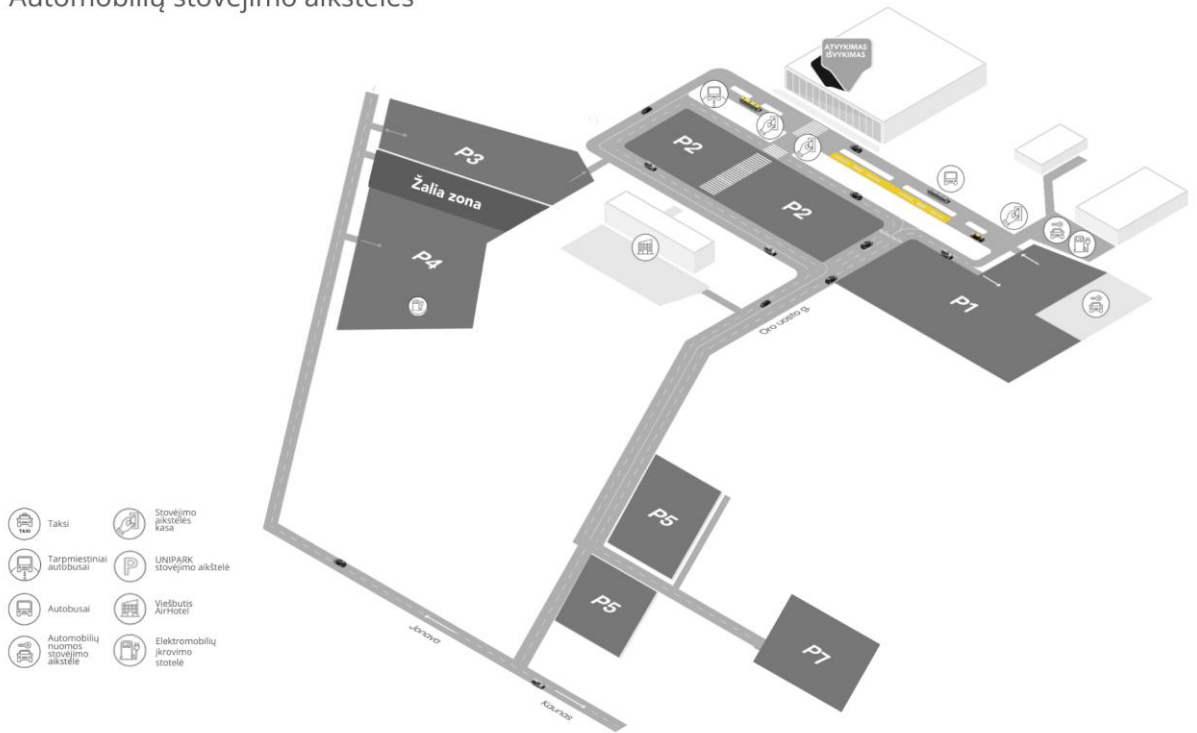 Automobilių stovėjimo aikštelės
ATVYKIMAS
IŠVYKIMAS
P2
P3
Žalia zona
P2
P4
P1
Oro uosto g.
P5
P5
P7
Jonava
Kaunas
TAXI
Taksi
Stovėjimo
aikštelės
kasa
Tarpmiestiniai
autobusai
P
UNIPARK
stovėjimo aikštelė
Autobusai
Viešbutis
AirHotel
Automobilių
nuomos
stovėjimo
aikštelė
Elektromobilių
įkrovimo
stotelė